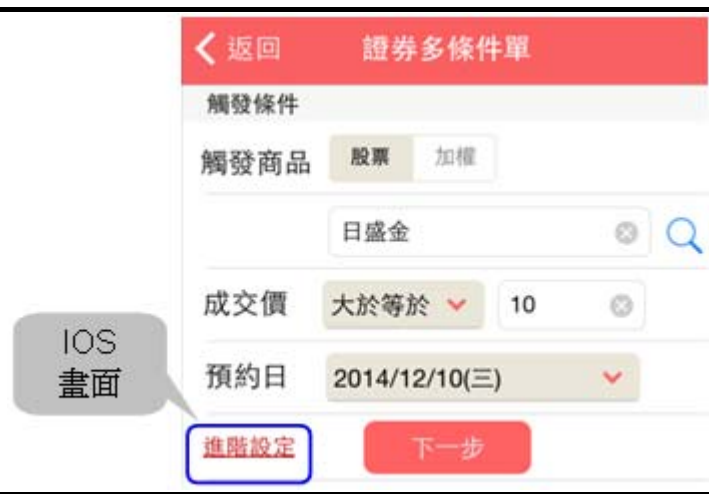 返回 證券多條件單
觸發條件
觸發商品 股票 加權
日盛金
成交價 大於等於 10
IOS
畫面
預約日 2014/12/10(三)
進階設定 下一步